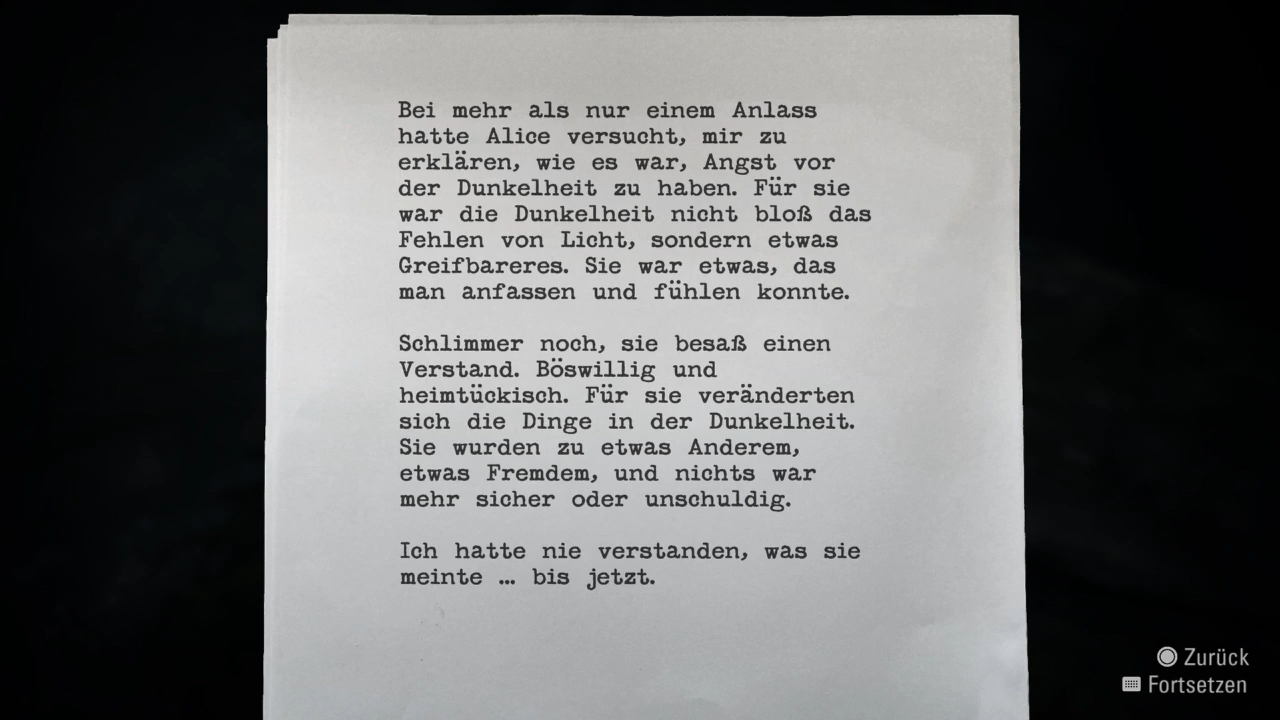 Bei mehr als nur einem Anlass
hatte Alice versucht, mir zu
erklären, wie es war, Angst vor
der Dunkelheit zu haben. Für sie
war die Dunkelheit nicht bloß das
Fehlen von Licht, sondern etwas
Greifbareres. Sie war etwas, das
man anfassen und fühlen konnte.
Schlimmer noch, sie besaß einen
Verstand. Böswillig und
heimtückisch. Für sie veränderten
sich die Dinge in der Dunkelheit.
Sie wurden zu etwas Anderem,
etwas Fremdem, und nichts war
mehr sicher oder unschuldig.
Ich hatte nie verstanden, was sie
meinte … bis jetzt.
Zurück
Fortsetzen